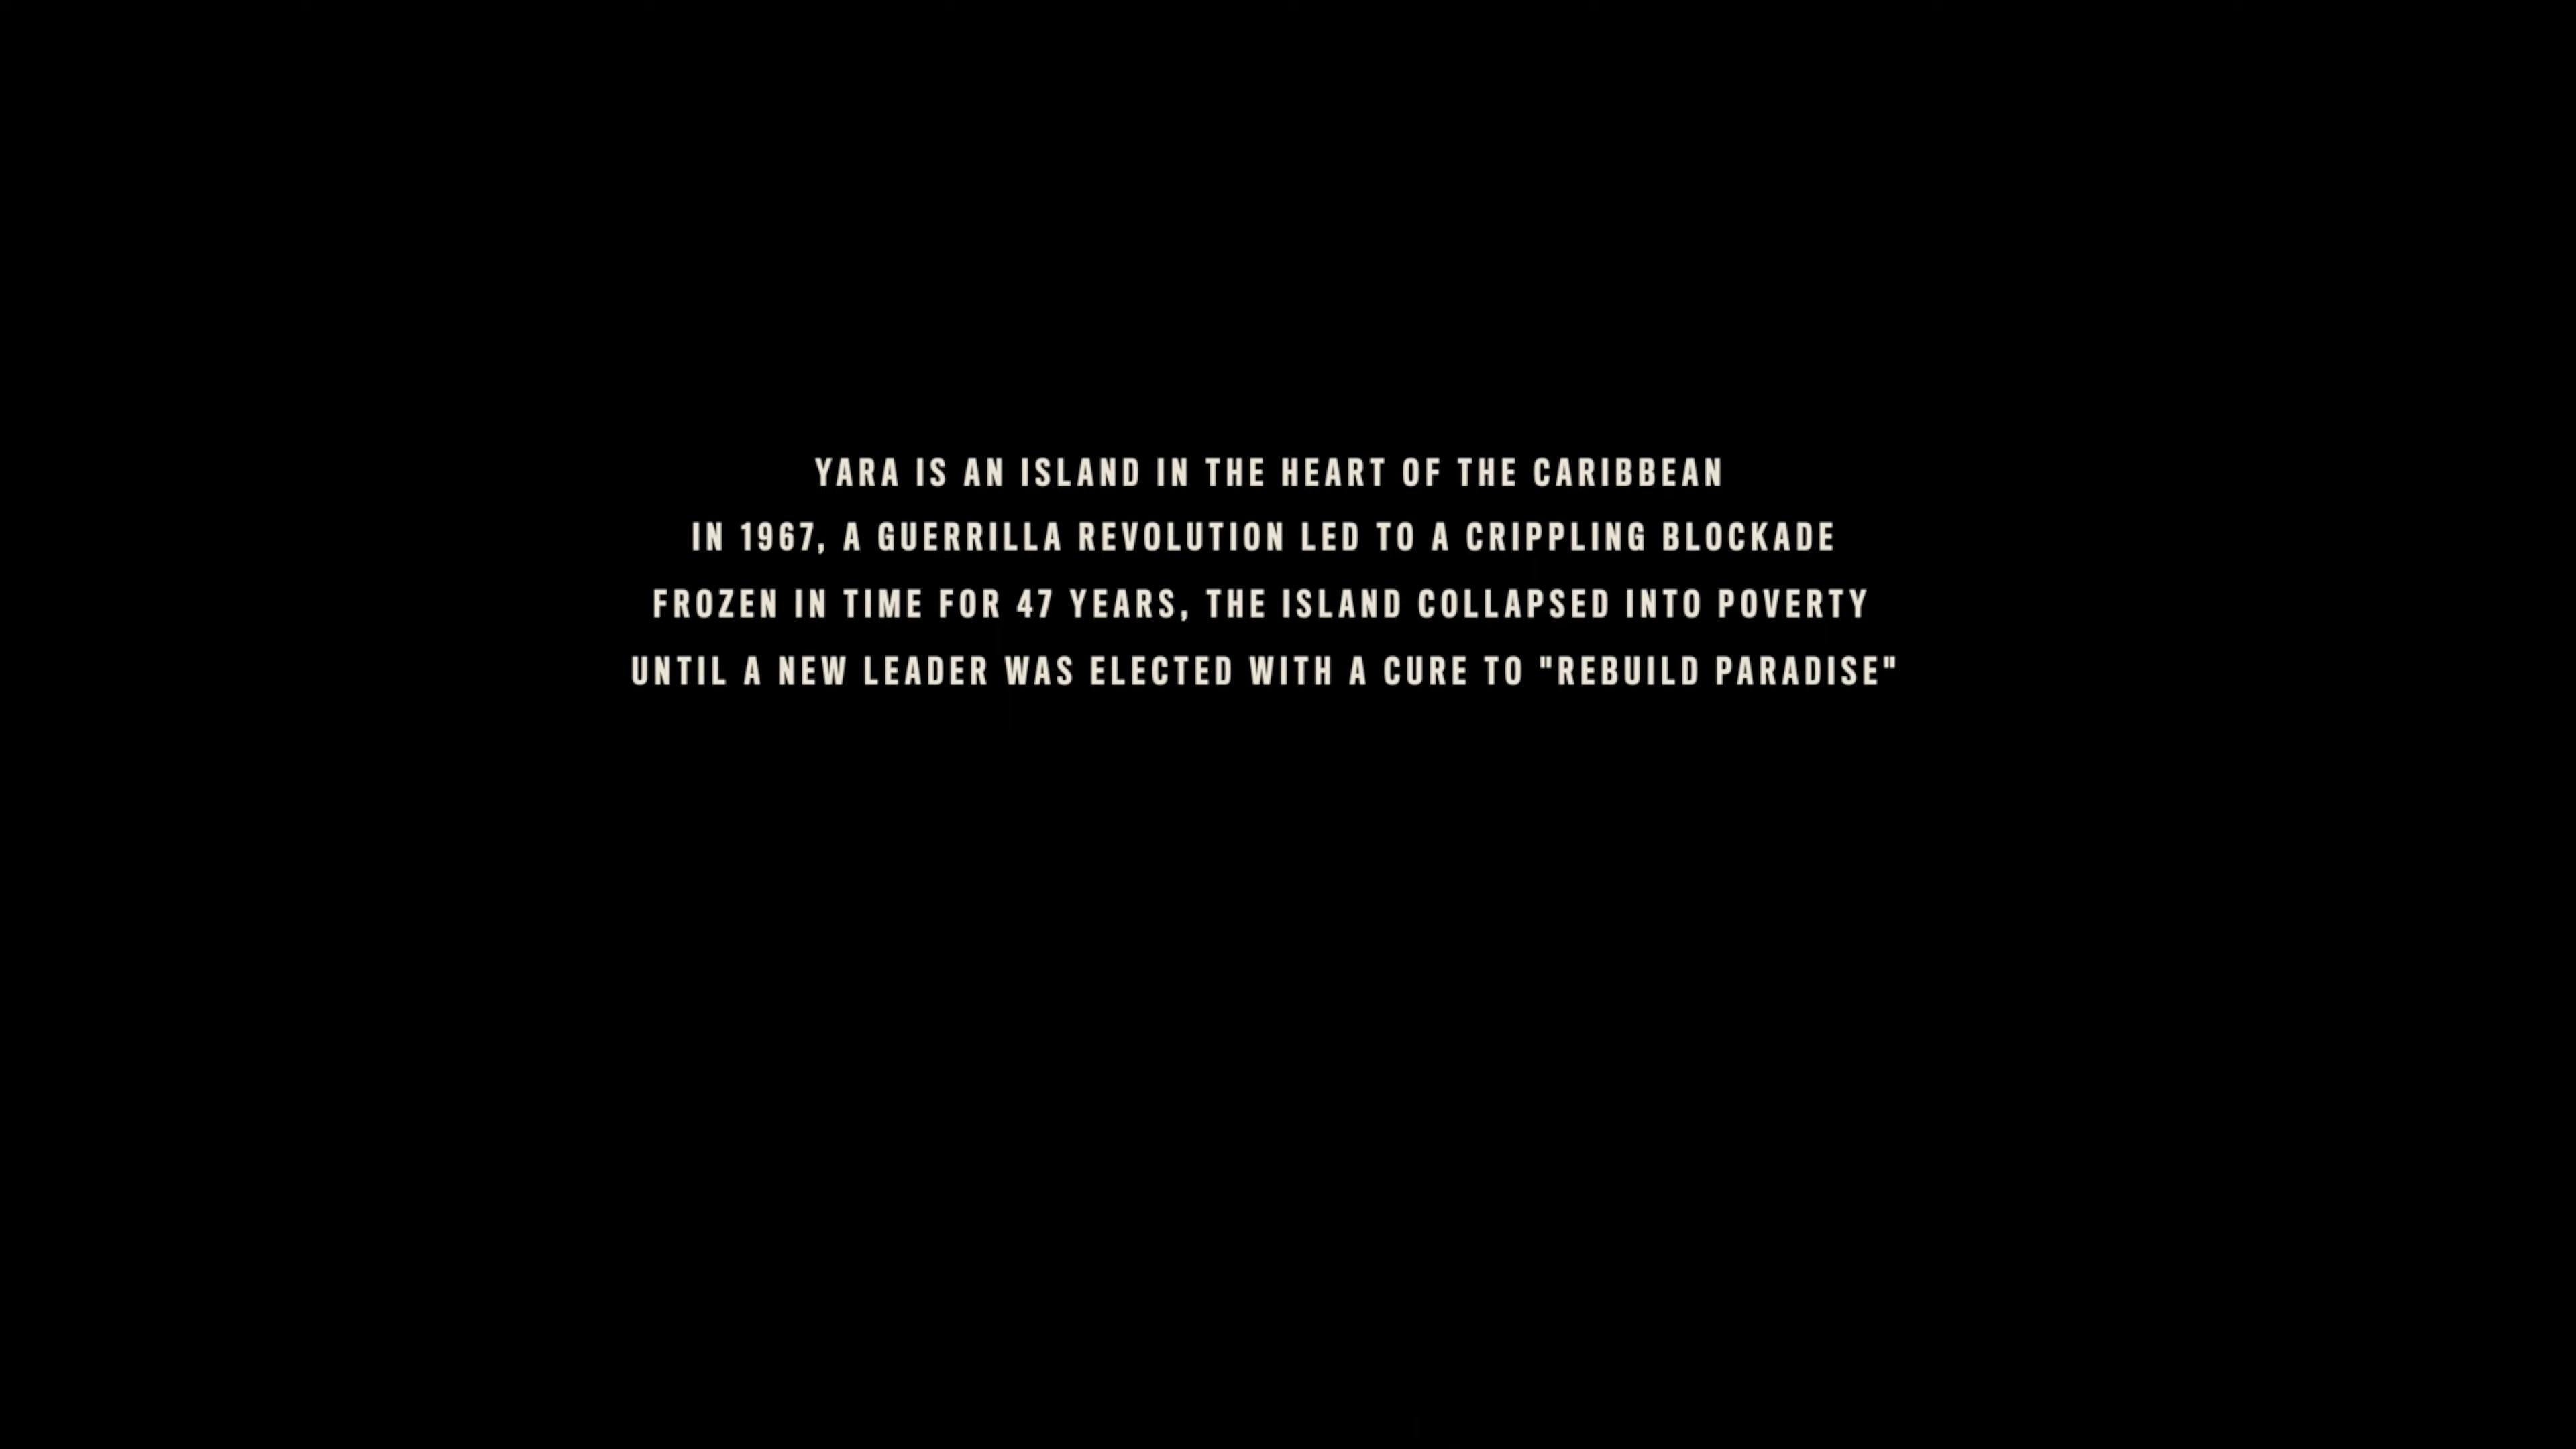 YARA IS AN ISLAND IN THE HEART OF THE CARIBBEAN
IN 1967, A GUERRILLA REVOLUTION LED TO A CRIPPLING BLOCKADE
FROZEN IN TIME FOR 47 YEARS, THE ISLAND COLLAPSED INTO POVERTY
UNTIL A NEW LEADER WAS ELECTED WITH A CURE TO "REBUILD PARADISE"